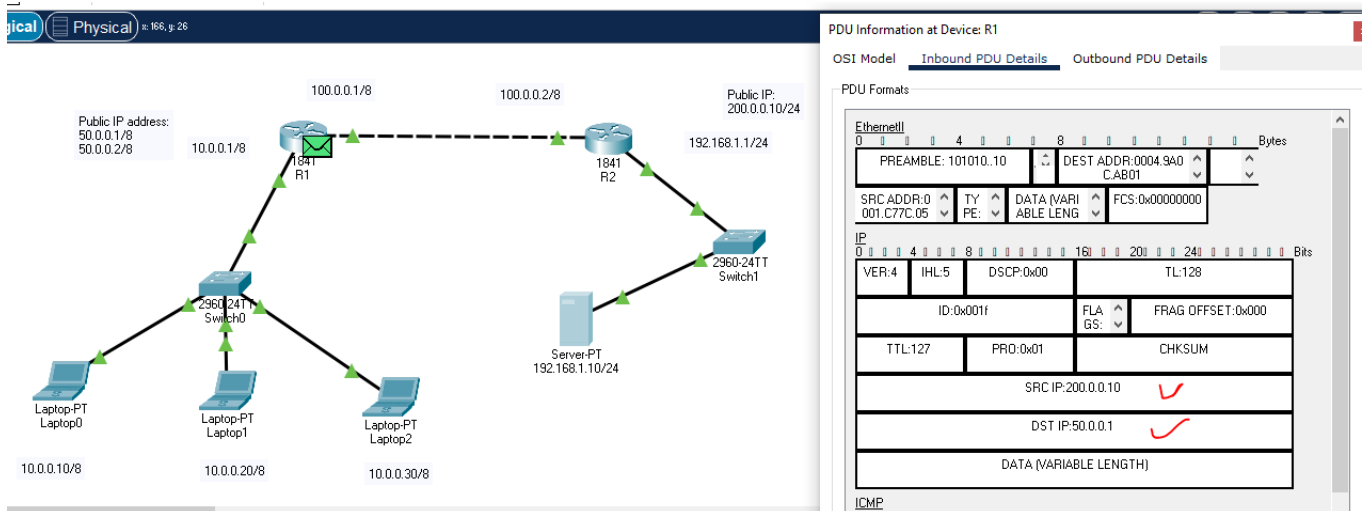 gical
Physical
x: 166, y: 26
100.0.0.1/8
100.0.0.2/8
Public IP:
200.0.0.10/24
Public IP address:
50.0.0.1/8
50.0.0.2/8
10.0.0.1/8
192.168.1.1/24
1841
R1
1841
R2
2960-24TT
Switch1
2960-24TT
Switch0
Server-PT
192.168.1.10/24
Laptop-PT
Laptop0
Laptop-PT
Laptop1
Laptop-PT
Laptop2
10.0.0.10/8
10.0.0.20/8
10.0.0.30/8
PDU Information at Device: R1
OSI Model Inbound PDU Details Outbound PDU Details
PDU Formats
EthernetII
0 4 8 Bytes
PREAMBLE: 101010..10
DEST ADDR:0004.9A0
C.AB01
SRC ADDR:0
001.C77C.05
TY
PE:
DATA (VARI
ABLE LENG
FCS:0x00000000
IP
0 4 8 16 20 24 Bits
VER:4 IHL:5 DSCP:0x00 TL:128
ID:0x001f
FLA
GS:
FRAG OFFSET:0x000
TTL:127 PRO:0x01 CHKSUM
SRC IP:200.0.0.10
DST IP:50.0.0.1
DATA (VARIABLE LENGTH)
ICMP